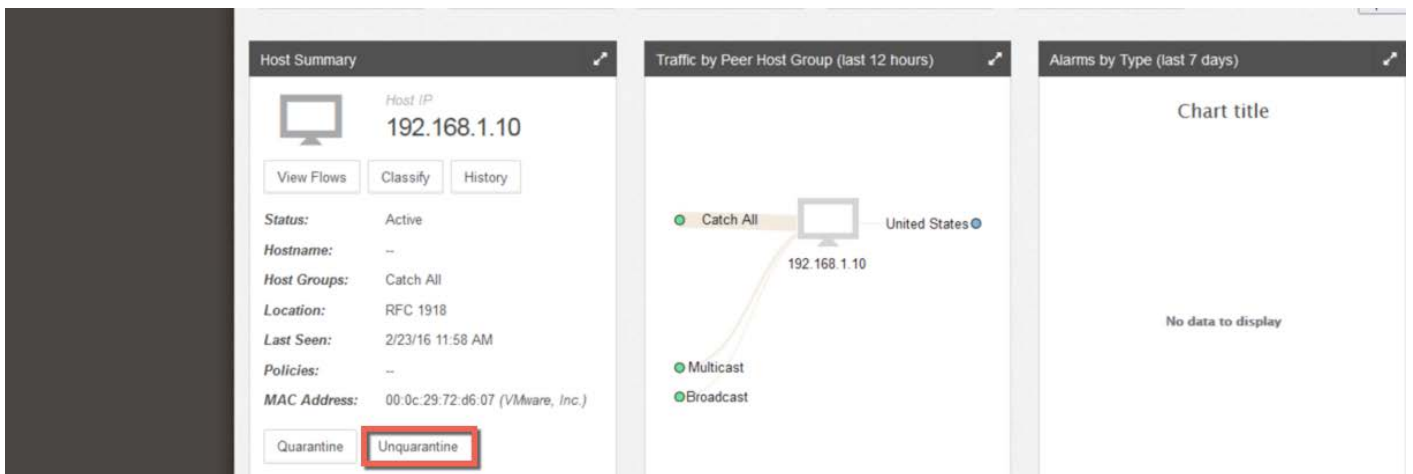 Host Summary
Host IP
192.168.1.10
View Flows Classify History
Status: Active
Hostname: --
Host Groups: Catch All
Location: RFC 1918
Last Seen: 2/23/16 11:58 AM
Policies: --
MAC Address: 00:0c:29:72:d6:07 (VMware, Inc.)
Quarantine Unquarantine
Traffic by Peer Host Group (last 12 hours)
Catch All
United States
192.168.1.10
Multicast
Broadcast
Alarms by Type (last 7 days)
Chart title
No data to display